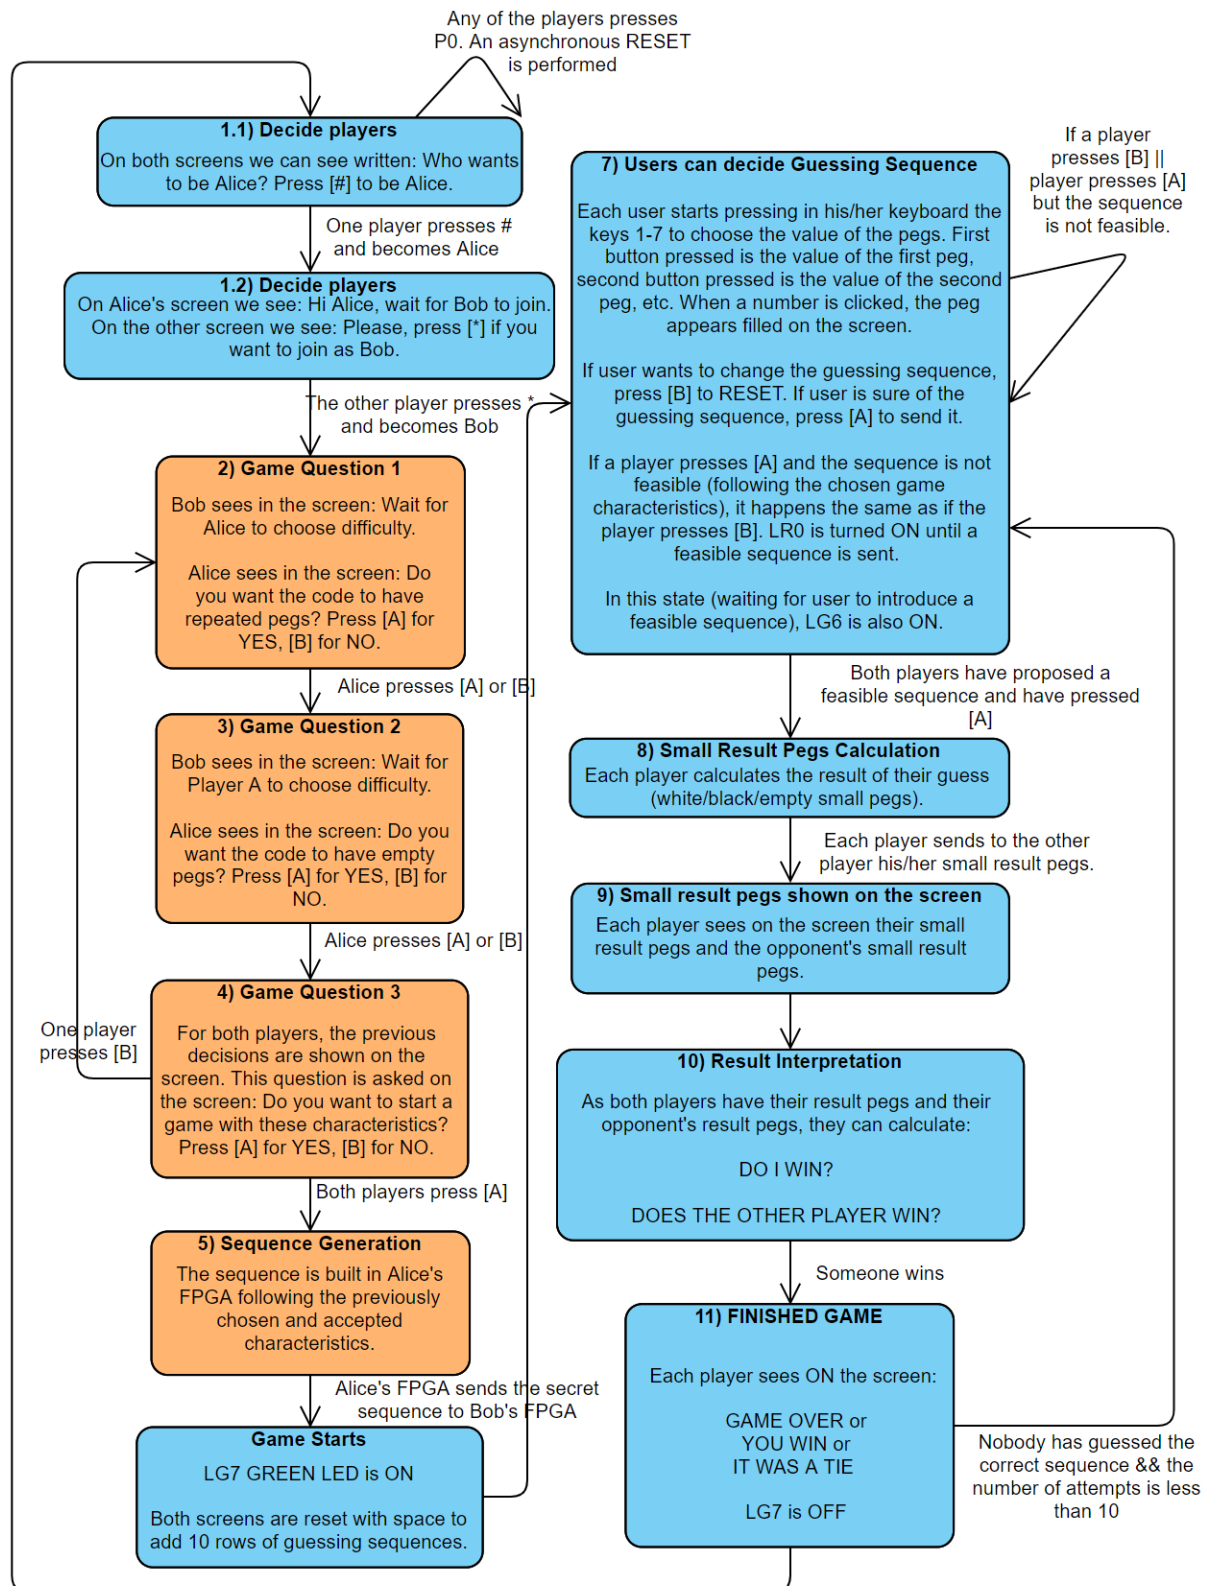 Any of the players presses
P0. An asynchronous RESET
is performed
1.1) Decide players
On both screens we can see written: Who wants
to be Alice? Press [#] to be Alice.
One player presses #
and becomes Alice
1.2) Decide players
On Alice's screen we see: Hi Alice, wait for Bob to join.
On the other screen we see: Please, press [*] if you
want to join as Bob.
The other player presses *
and becomes Bob
2) Game Question 1
Bob sees in the screen: Wait for
Alice to choose difficulty.
Alice sees in the screen: Do
you want the code to have
repeated pegs? Press [A] for
YES, [B] for NO.
Alice presses [A] or [B]
3) Game Question 2
Bob sees in the screen: Wait for
Player A to choose difficulty.
Alice sees in the screen: Do you
want the code to have empty
pegs? Press [A] for YES, [B] for
NO.
Alice presses [A] or [B]
4) Game Question 3
For both players, the previous
decisions are shown on the
screen. This question is asked on
the screen: Do you want to start a
game with these characteristics?
Press [A] for YES, [B] for NO.
One player
presses [B]
Both players press [A]
5) Sequence Generation
The sequence is built in Alice's
FPGA following the previously
chosen and accepted
characteristics.
Alice's FPGA sends the secret
sequence to Bob's FPGA
Game Starts
LG7 GREEN LED is ON
Both screens are reset with space to
add 10 rows of guessing sequences.
7) Users can decide Guessing Sequence
Each user starts pressing in his/her keyboard the
keys 1-7 to choose the value of the pegs. First
button pressed is the value of the first peg,
second button pressed is the value of the second
peg, etc. When a number is clicked, the peg
appears filled on the screen.
If user wants to change the guessing sequence,
press [B] to RESET. If user is sure of the
guessing sequence, press [A] to send it.
If a player presses [A] and the sequence is not
feasible (following the chosen game
characteristics), it happens the same as if the
player presses [B]. LR0 is turned ON until a
feasible sequence is sent.
In this state (waiting for user to introduce a
feasible sequence), LG6 is also ON.
If a player
presses [B] ||
player presses [A]
but the sequence
is not feasible.
Both players have proposed a
feasible sequence and have pressed
[A]
8) Small Result Pegs Calculation
Each player calculates the result of their guess
(white/black/empty small pegs).
Each player sends to the other
player his/her small result pegs.
9) Small result pegs shown on the screen
Each player sees on the screen their small
result pegs and the opponent's small result
pegs.
10) Result Interpretation
As both players have their result pegs and their
opponent's result pegs, they can calculate:
DO I WIN?
DOES THE OTHER PLAYER WIN?
Someone wins
11) FINISHED GAME
Each player sees ON the screen:
GAME OVER or
YOU WIN or
IT WAS A TIE
LG7 is OFF
Nobody has guessed the
correct sequence && the
number of attempts is less
than 10